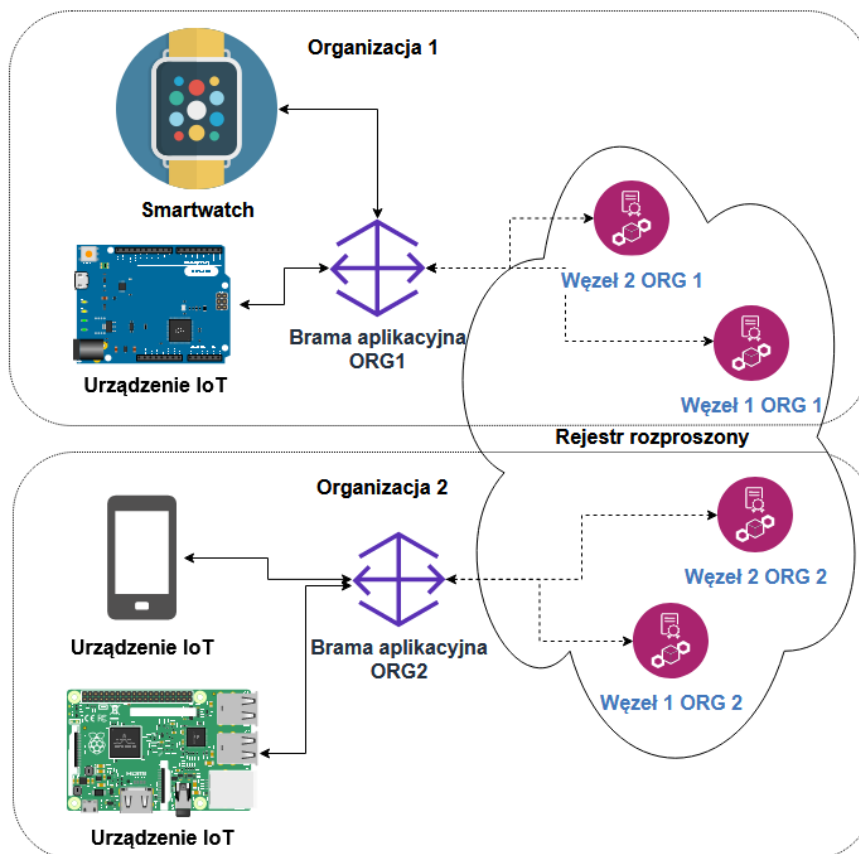 Organizacja 1
Smartwatch
Węzeł 2 ORG 1
Brama aplikacyjna
ORG1
Urządzenie IoT
Węzeł 1 ORG 1
Rejestr rozproszony
Organizacja 2
Węzeł 2 ORG 2
Urządzenie IoT
Brama aplikacyjna
ORG2
Węzeł 1 ORG 2
Urządzenie IoT